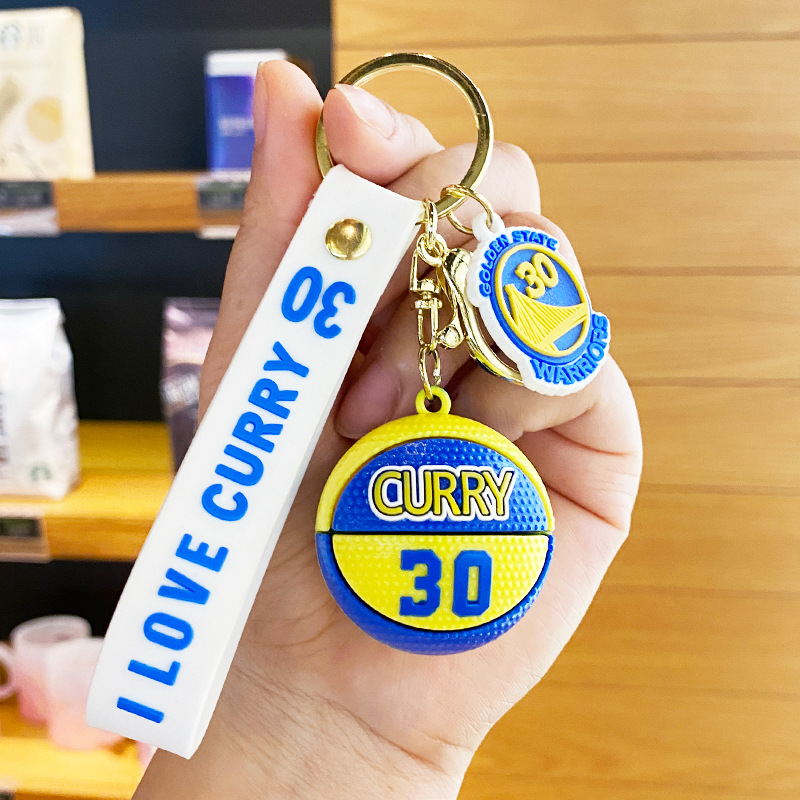 I LOVE CURRY 30
GOLDEN STATE
30
WARRIORS
CURRY
30